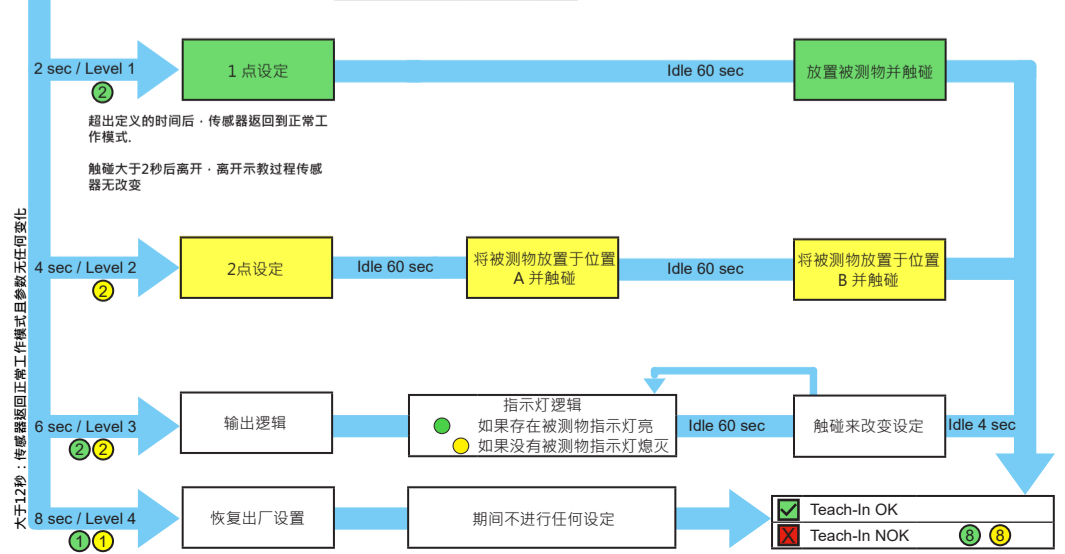 2 sec / Level 1
2
1 点设定
Idle 60 sec
放置被测物并触碰
超出定义的时间后，传感器返回到正常工
作模式.
触碰大于2秒后离开，离开示教过程传感
器无改变
大于12秒：传感器返回正常工作模式且参数无任何变化
4 sec / Level 2
2
2点设定
Idle 60 sec
将被测物放置于位置
A 并触碰
Idle 60 sec
将被测物放置于位置
B 并触碰
6 sec / Level 3
2 2
输出逻辑
指示灯逻辑
如果存在被测物指示灯亮
如果没有被测物指示灯熄灭
Idle 60 sec
触碰来改变设定
Idle 4 sec
8 sec / Level 4
1 1
恢复出厂设置
期间不进行任何设定
Teach-In OK
Teach-In NOK 8 8